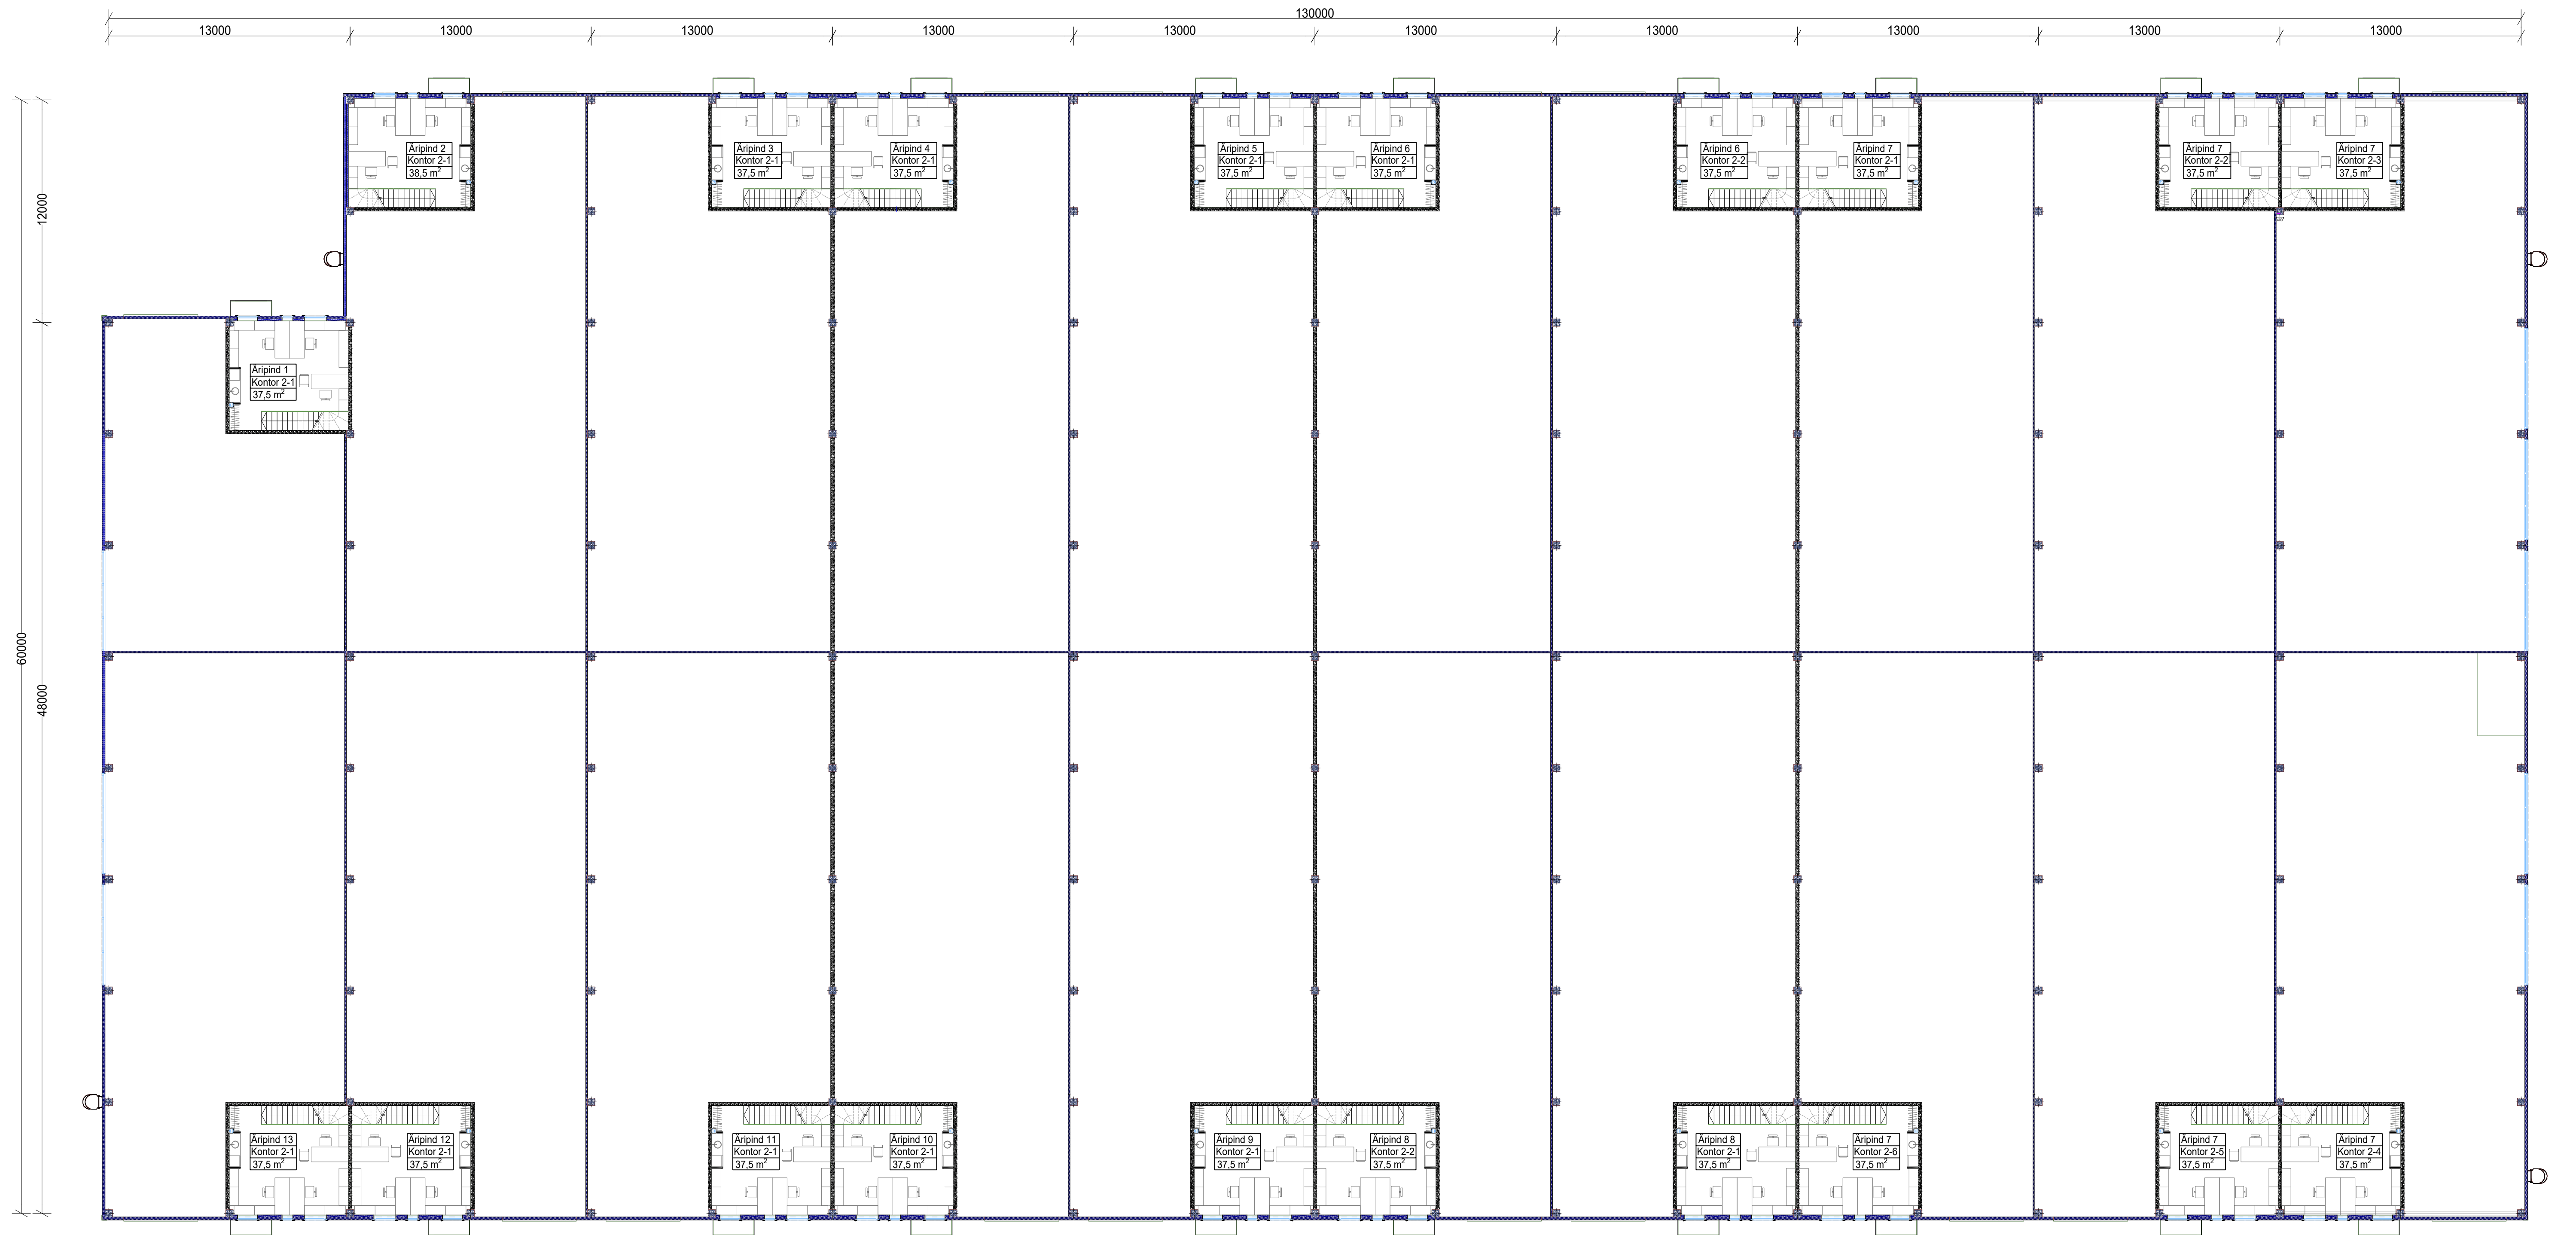 130000
13000 13000 13000 13000 13000 13000 13000 13000 13000 13000
Äripind 2
Kontor 2-1
38,5 m²
Äripind 3
Kontor 2-1
37,5 m²
Äripind 4
Kontor 2-1
37,5 m²
Äripind 5
Kontor 2-1
37,5 m²
Äripind 6
Kontor 2-1
37,5 m²
Äripind 6
Kontor 2-2
37,5 m²
Äripind 7
Kontor 2-1
37,5 m²
Äripind 7
Kontor 2-2
37,5 m²
Äripind 7
Kontor 2-3
37,5 m²
12000
Äripind 1
Kontor 2-1
37,5 m²
60000
48000
Äripind 13
Kontor 2-1
37,5 m²
Äripind 12
Kontor 2-1
37,5 m²
Äripind 11
Kontor 2-1
37,5 m²
Äripind 10
Kontor 2-1
37,5 m²
Äripind 9
Kontor 2-1
37,5 m²
Äripind 8
Kontor 2-2
37,5 m²
Äripind 8
Kontor 2-1
37,5 m²
Äripind 7
Kontor 2-6
37,5 m²
Äripind 7
Kontor 2-5
37,5 m²
Äripind 7
Kontor 2-4
37,5 m²